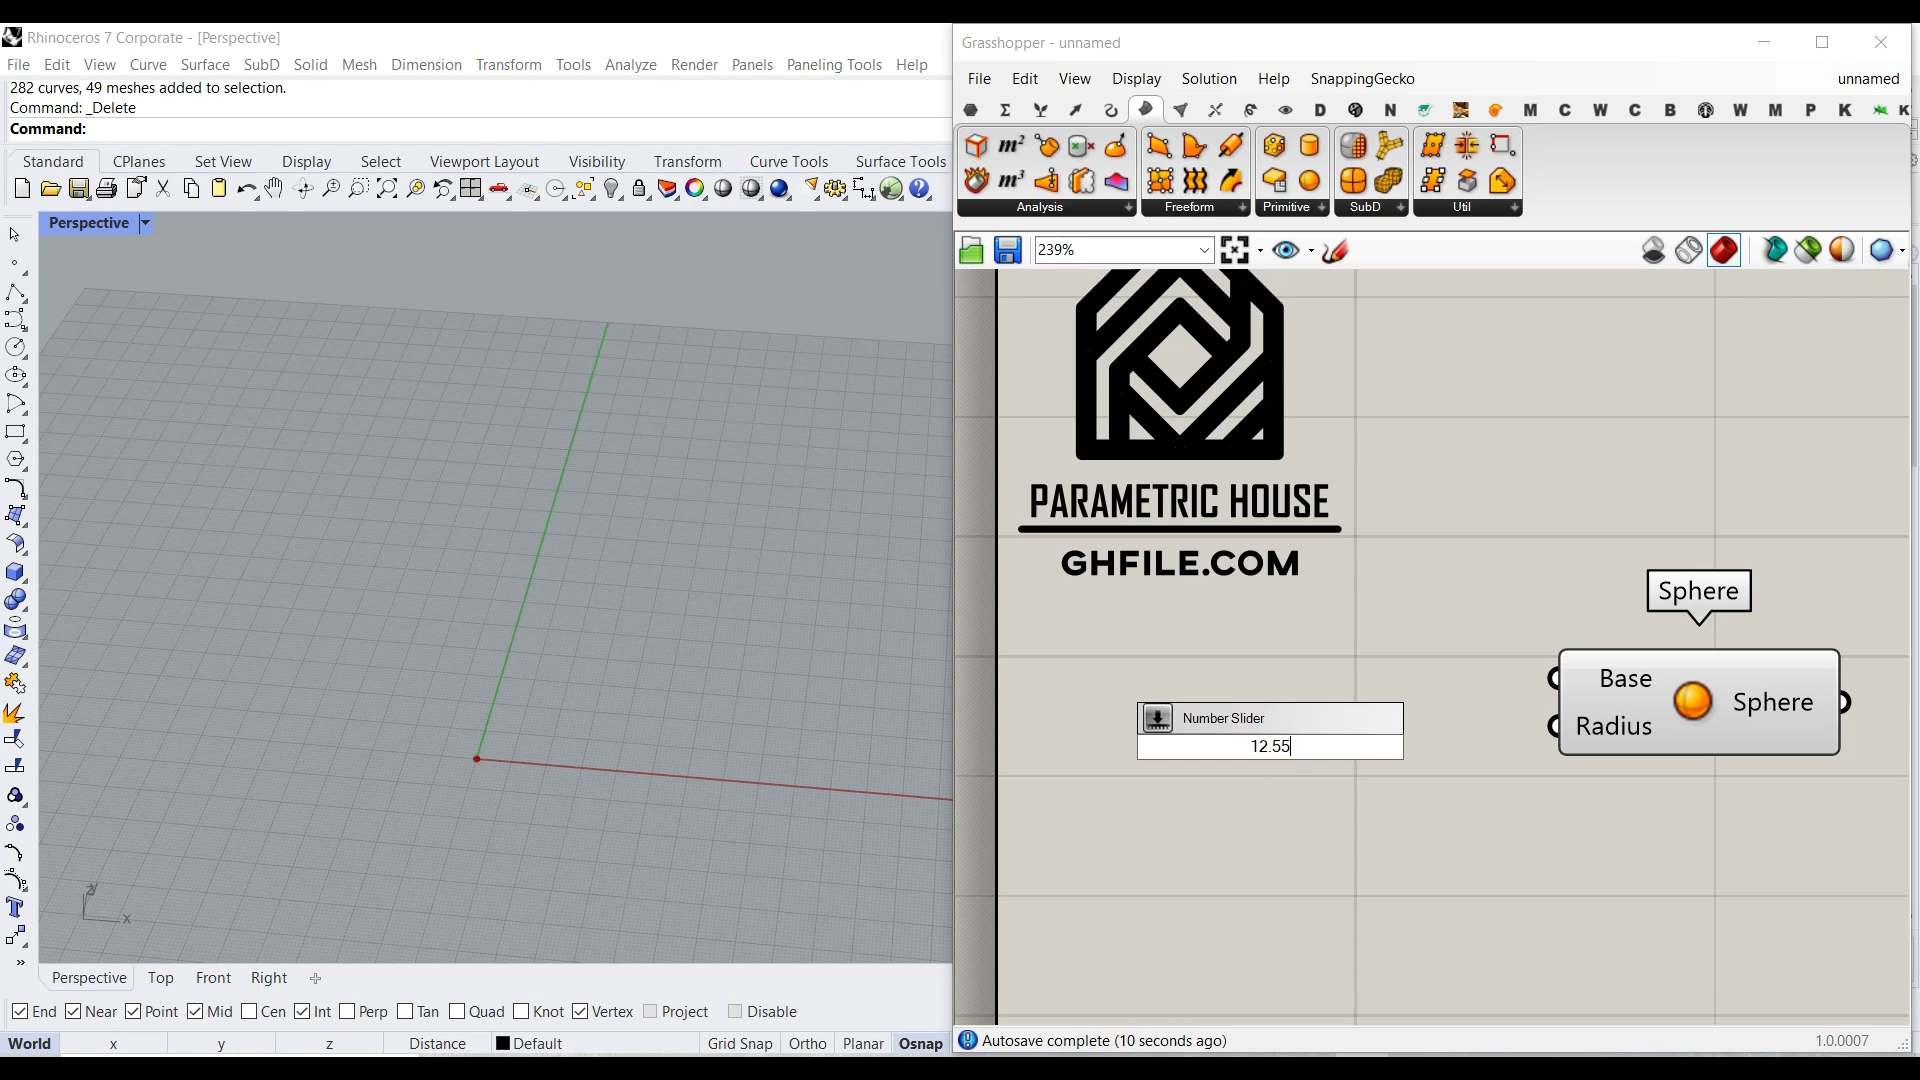 Rhinoceros 7 Corporate - [Perspective]
File Edit View Curve Surface SubD Solid Mesh Dimension Transform Tools Analyze Render Panels Paneling Tools Help
282 curves, 49 meshes added to selection.
Command: _Delete
Command:
Standard CPlanes Set View Display Select Viewport Layout Visibility Transform Curve Tools Surface Tools
Perspective
z
y
x
Perspective Top Front Right
End Near Point Mid Cen Int Perp Tan Quad Knot Vertex Project Disable
World x y z Distance Default Grid Snap Ortho Planar Osnap
Grasshopper - unnamed
File Edit View Display Solution Help SnappingGecko unnamed
D N M C W C B W M P K K
m² m³
Analysis Freeform Primitive SubD Util
239%
PARAMETRIC HOUSE
GHFILE.COM
Sphere
Base
Radius
Sphere
Number Slider
12.55
Autosave complete (10 seconds ago) 1.0.0007